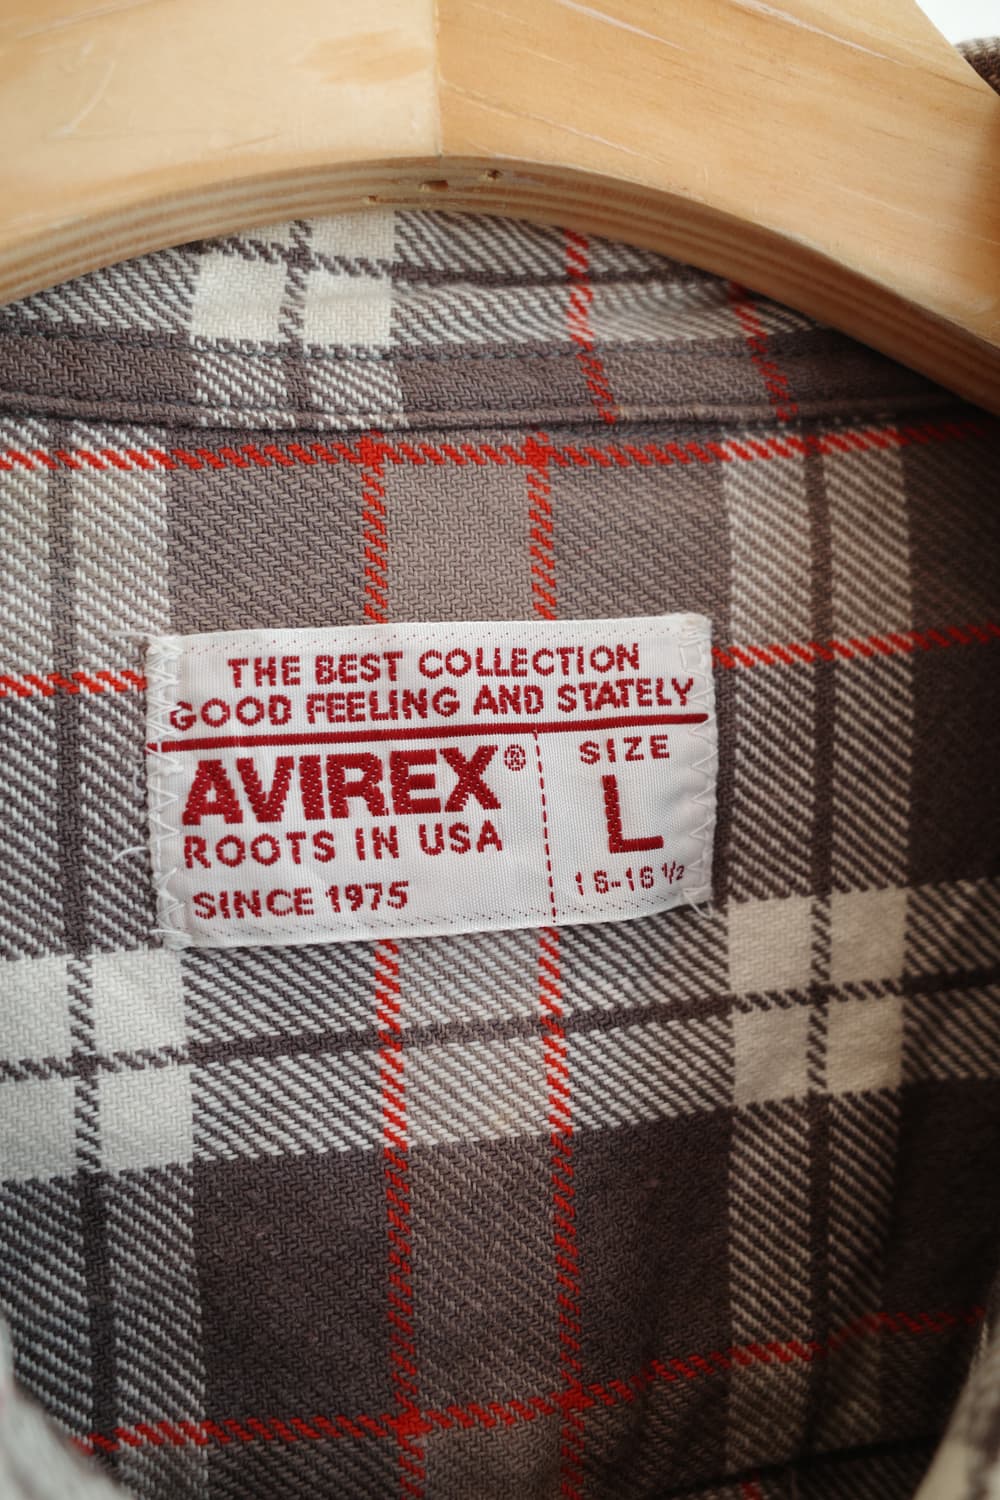 THE BEST COLLECTION
GOOD FEELING AND STATELY
AVIREX®
ROOTS IN USA
SINCE 1975
SIZE
L
16-16 1/2